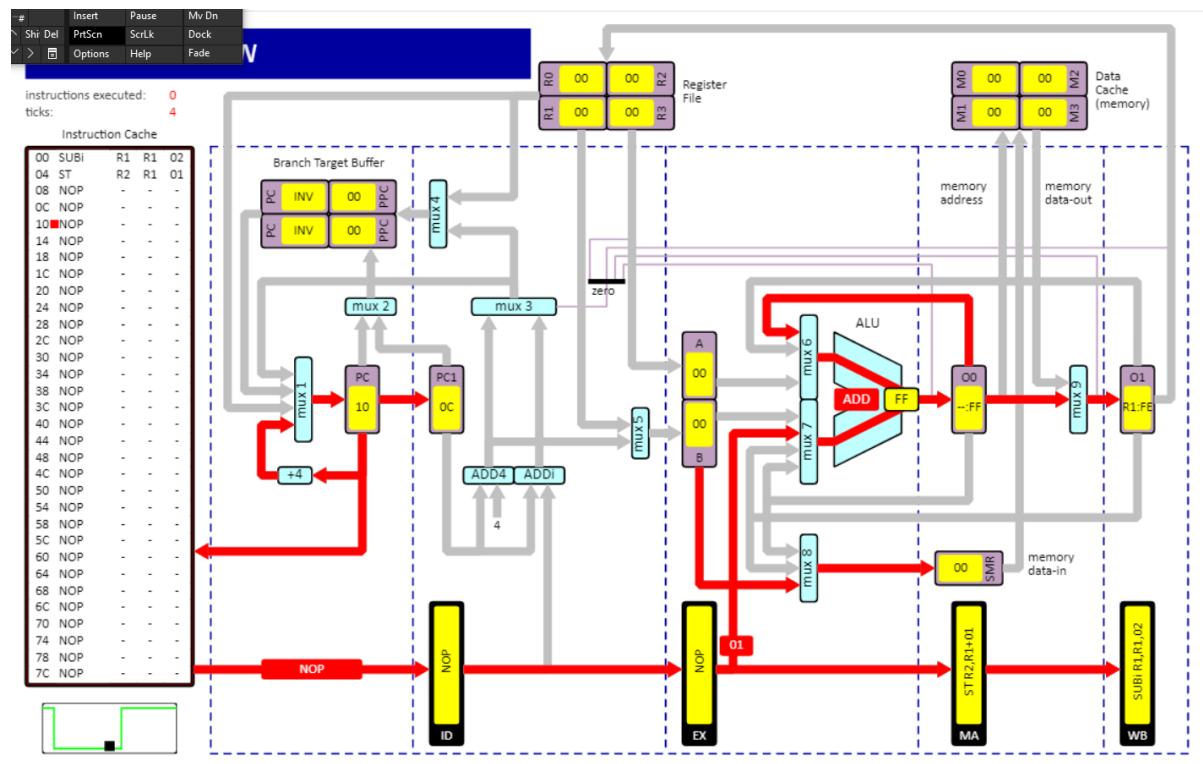 #
Insert Pause Mv Dn
Shi Del PrtScn ScrLk Dock
Options Help Fade
W
instructions executed: 0
ticks: 4
Instruction Cache
00 SUBi R1 R1 02
04 ST R2 R1 01
08 NOP - - -
0C NOP - - -
10 NOP - - -
14 NOP - - -
18 NOP - - -
1C NOP - - -
20 NOP - - -
24 NOP - - -
28 NOP - - -
2C NOP - - -
30 NOP - - -
34 NOP - - -
38 NOP - - -
3C NOP - - -
40 NOP - - -
44 NOP - - -
48 NOP - - -
4C NOP - - -
50 NOP - - -
54 NOP - - -
58 NOP - - -
5C NOP - - -
60 NOP - - -
64 NOP - - -
68 NOP - - -
6C NOP - - -
70 NOP - - -
74 NOP - - -
78 NOP - - -
7C NOP - - -
Branch Target Buffer
PC INV 00 PPC
PC INV 00 PPC
mux 4
mux 2
mux 3
mux 1
PC
10
PC1
0C
+4
ADD4 ADDi
4
R0 00 00 R2
R1 00 00 R3
Register
File
zero
mux 5
A
00
00
B
mux 6
mux 7
mux 8
ALU
ADD
FF
O0
--:FF
00 SMR
memory
data-in
M0 00 00 M2
M1 00 00 M3
Data
Cache
(memory)
memory
address
memory
data-out
mux 9
O1
R1:FE
NOP
01
NOP
ID
NOP
EX
ST R2,R1+01
MA
SUBi R1,R1,02
WB